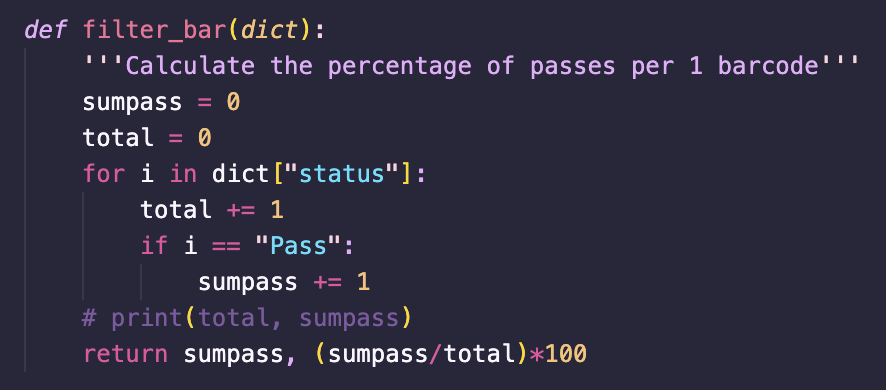 def filter_bar(dict):
    '''Calculate the percentage of passes per 1 barcode'''
    sumpass = 0
    total = 0
    for i in dict["status"]:
        total += 1
        if i == "Pass":
            sumpass += 1
    # print(total, sumpass)
    return sumpass, (sumpass/total)*100